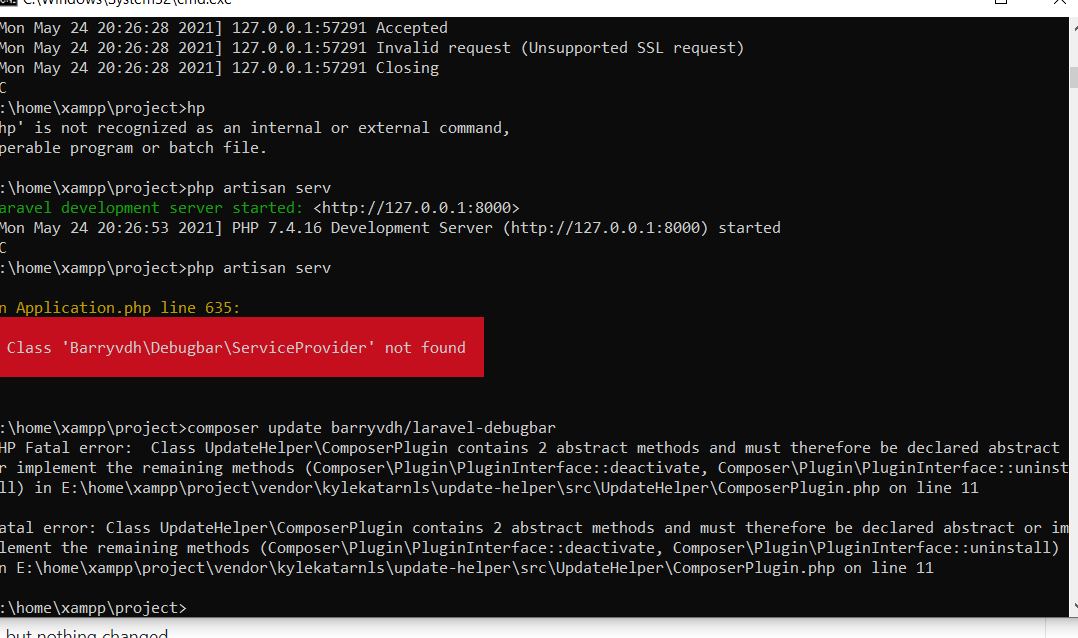 C:\Windows\System32\cmd.exe
Mon May 24 20:26:28 2021] 127.0.0.1:57291 Accepted
Mon May 24 20:26:28 2021] 127.0.0.1:57291 Invalid request (Unsupported SSL request)
Mon May 24 20:26:28 2021] 127.0.0.1:57291 Closing
C
:\home\xampp\project>hp
hp' is not recognized as an internal or external command,
perable program or batch file.
:\home\xampp\project>php artisan serv
aravel development server started: <http://127.0.0.1:8000>
Mon May 24 20:26:53 2021] PHP 7.4.16 Development Server (http://127.0.0.1:8000) started
C
:\home\xampp\project>php artisan serv
n Application.php line 635:
Class 'Barryvdh\Debugbar\ServiceProvider' not found
:\home\xampp\project>composer update barryvdh/laravel-debugbar
HP Fatal error:  Class UpdateHelper\ComposerPlugin contains 2 abstract methods and must therefore be declared abstract
r implement the remaining methods (Composer\Plugin\PluginInterface::deactivate, Composer\Plugin\PluginInterface::uninst
ll) in E:\home\xampp\project\vendor\kylekatarnls\update-helper\src\UpdateHelper\ComposerPlugin.php on line 11
atal error: Class UpdateHelper\ComposerPlugin contains 2 abstract methods and must therefore be declared abstract or im
lement the remaining methods (Composer\Plugin\PluginInterface::deactivate, Composer\Plugin\PluginInterface::uninstall)
n E:\home\xampp\project\vendor\kylekatarnls\update-helper\src\UpdateHelper\ComposerPlugin.php on line 11
:\home\xampp\project>
but nothing changed